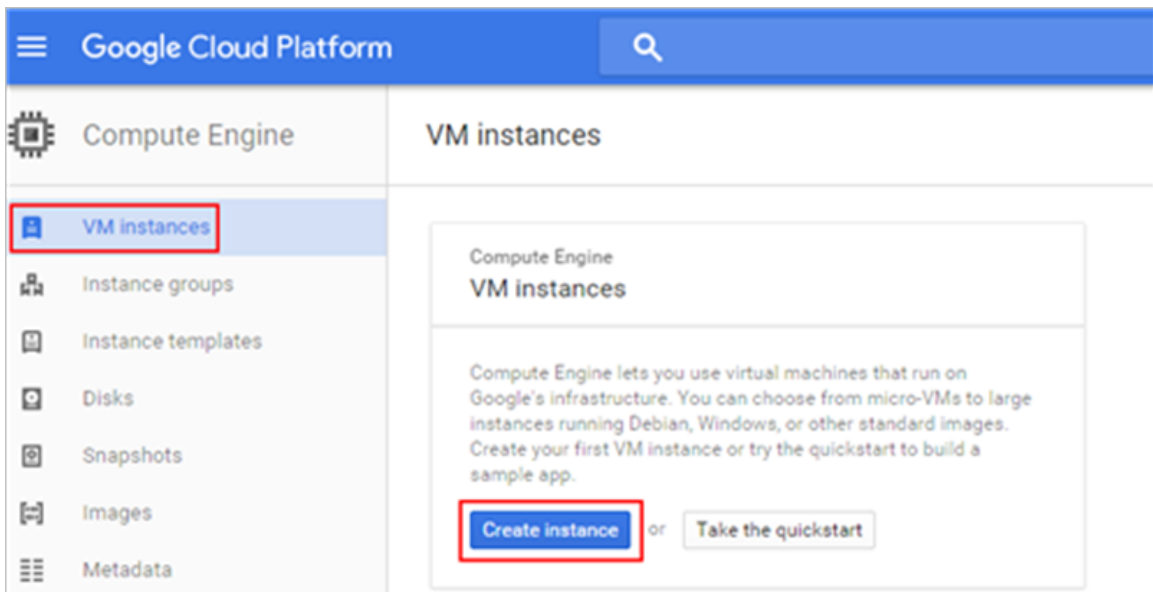 Google Cloud Platform
Compute Engine
VM instances
VM instances
Instance groups
Instance templates
Disks
Snapshots
Images
Metadata
Compute Engine
VM instances
Compute Engine lets you use virtual machines that run on
Google's infrastructure. You can choose from micro-VMs to large
instances running Debian, Windows, or other standard images.
Create your first VM instance or try the quickstart to build a
sample app.
Create instance or Take the quickstart